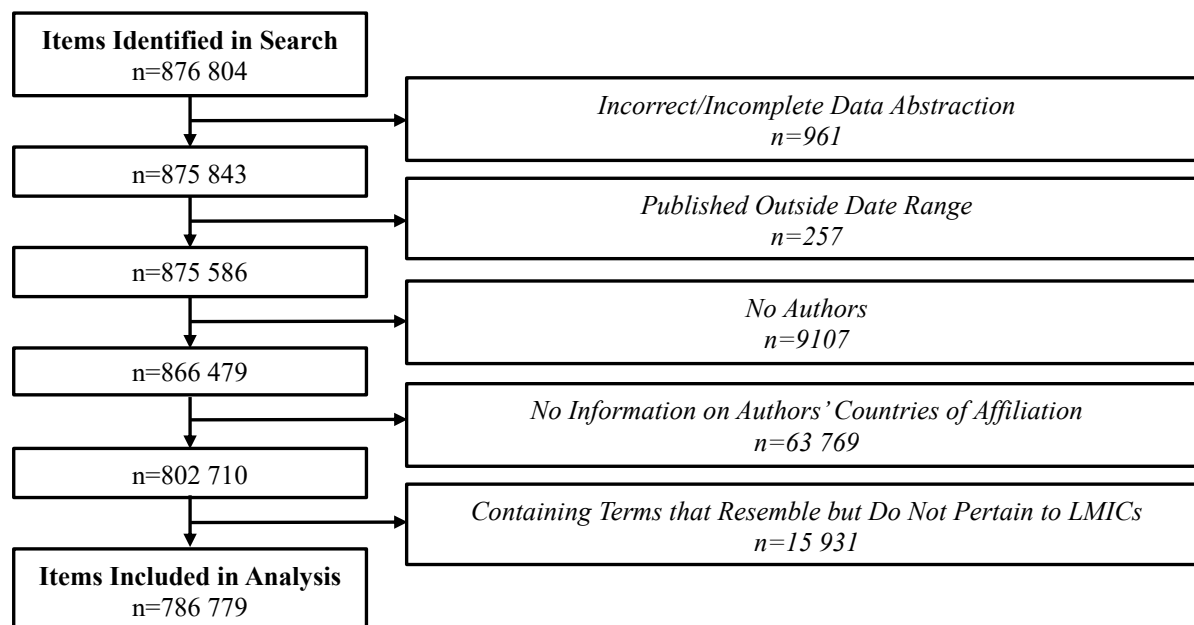 Items Identified in Search
n=876 804
Incorrect/Incomplete Data Abstraction
n=961
n=875 843
Published Outside Date Range
n=257
n=875 586
No Authors
n=9107
n=866 479
No Information on Authors' Countries of Affiliation
n=63 769
n=802 710
Containing Terms that Resemble but Do Not Pertain to LMICs
n=15 931
Items Included in Analysis
n=786 779